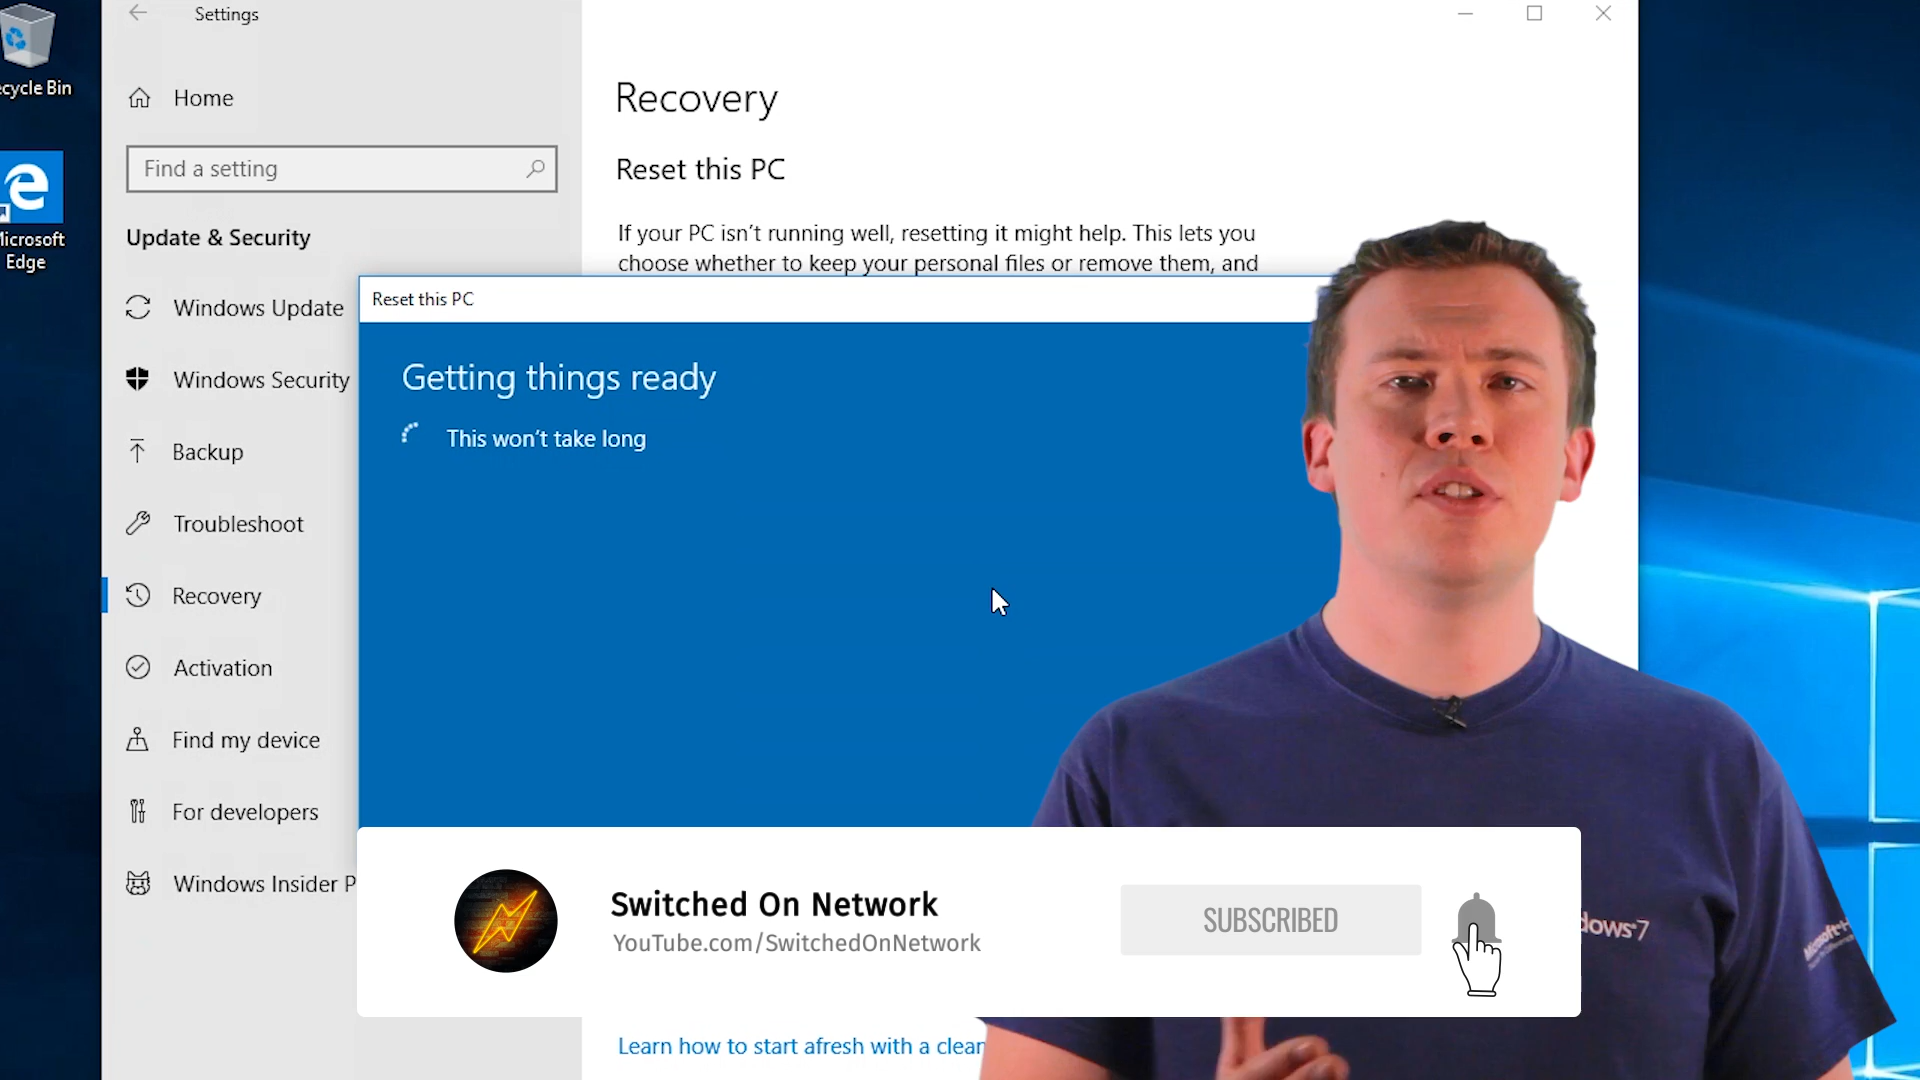 Settings
Recycle Bin
Microsoft
Edge
Home
Find a setting
Update & Security
Windows Update
Windows Security
Backup
Troubleshoot
Recovery
Activation
Find my device
For developers
Windows Insider P
Recovery
Reset this PC
If your PC isn't running well, resetting it might help. This lets you
choose whether to keep your personal files or remove them, and
Reset this PC
Getting things ready
This won't take long
Switched On Network
YouTube.com/SwitchedOnNetwork
SUBSCRIBED
dows 7
Microsoft
Learn how to start afresh with a clean